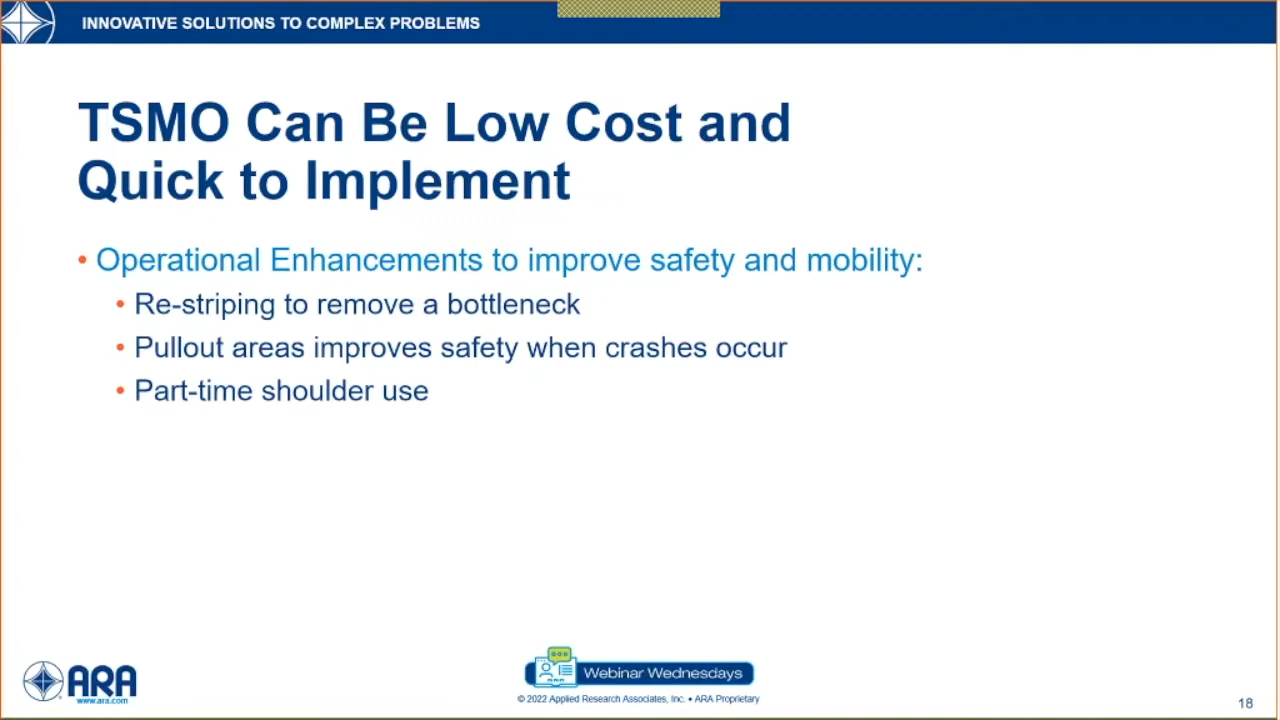 INNOVATIVE SOLUTIONS TO COMPLEX PROBLEMS
TSMO Can Be Low Cost and
Quick to Implement
• Operational Enhancements to improve safety and mobility:
• Re-striping to remove a bottleneck
• Pullout areas improves safety when crashes occur
• Part-time shoulder use
ARA
www.ara.com
Webinar Wednesdays
© 2022 Applied Research Associates, Inc. • ARA Proprietary
18